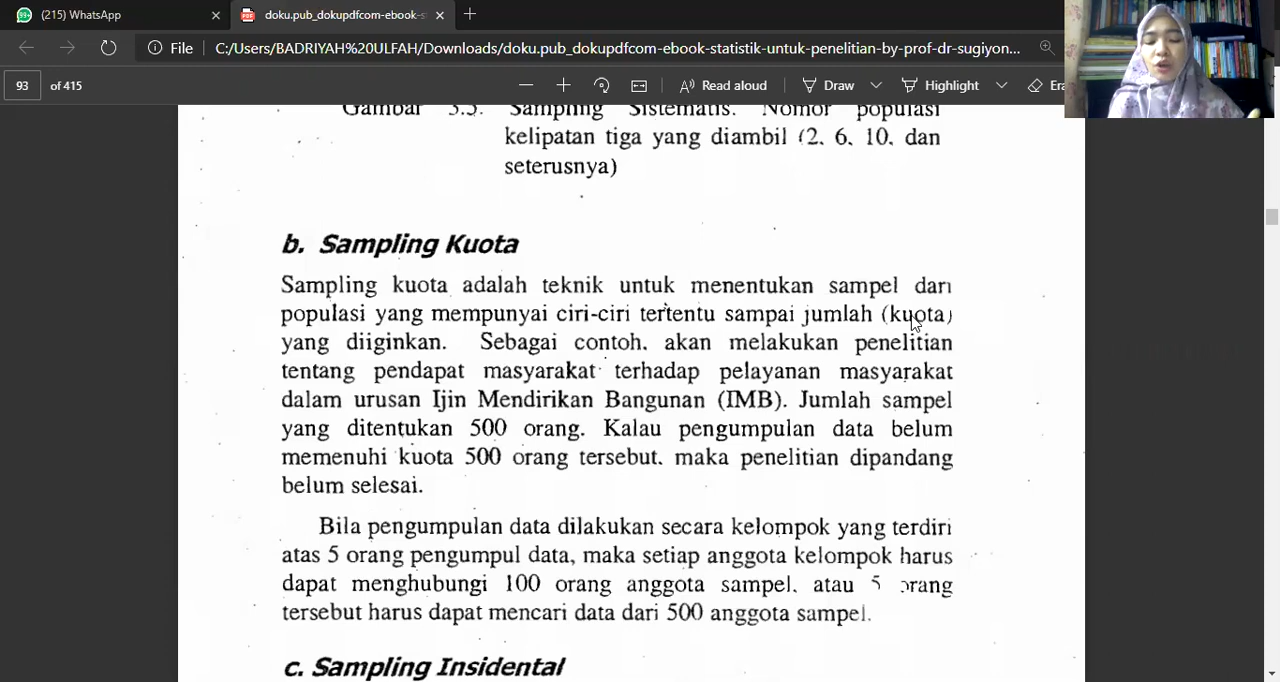 (215) WhatsApp
doku.pub_dokupdfcom-ebook-s
File C:/Users/BADRIYAH%20ULFAH/Downloads/doku.pub_dokupdfcom-ebook-statistik-untuk-penelitian-by-prof-dr-sugiyon...
93 of 415 Read aloud Draw Highlight Era
Gambar 3.5. Sampling Sistematis. Nomor populasi
kelipatan tiga yang diambil (2, 6, 10, dan
seterusnya)
b. Sampling Kuota
Sampling kuota adalah teknik untuk menentukan sampel dari
populasi yang mempunyai ciri-ciri tertentu sampai jumlah (kuota)
yang diiginkan. Sebagai contoh, akan melakukan penelitian
tentang pendapat masyarakat terhadap pelayanan masyarakat
dalam urusan Ijin Mendirikan Bangunan (IMB). Jumlah sampel
yang ditentukan 500 orang. Kalau pengumpulan data belum
memenuhi kuota 500 orang tersebut, maka penelitian dipandang
belum selesai.
Bila pengumpulan data dilakukan secara kelompok yang terdiri
atas 5 orang pengumpul data, maka setiap anggota kelompok harus
dapat menghubungi 100 orang anggota sampel, atau 5 orang
tersebut harus dapat mencari data dari 500 anggota sampel.
c. Sampling Insidental